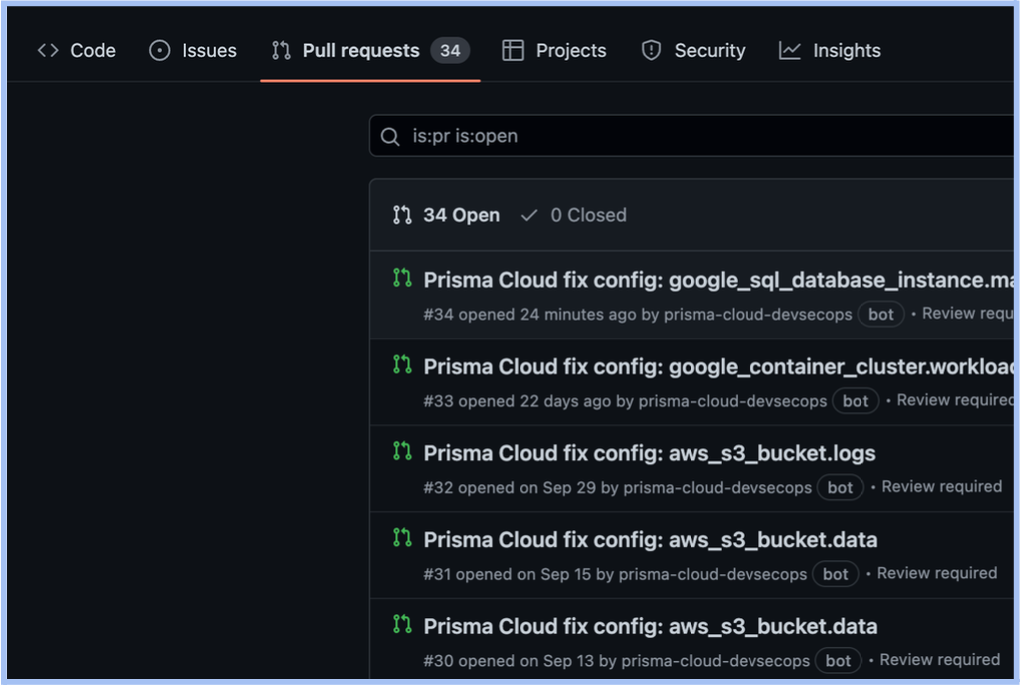 Code Issues Pull requests 34 Projects Security Insights
is:pr is:open
34 Open 0 Closed
Prisma Cloud fix config: google_sql_database_instance.ma
#34 opened 24 minutes ago by prisma-cloud-devsecops bot • Review requ
Prisma Cloud fix config: google_container_cluster.workload
#33 opened 22 days ago by prisma-cloud-devsecops bot • Review required
Prisma Cloud fix config: aws_s3_bucket.logs
#32 opened on Sep 29 by prisma-cloud-devsecops bot • Review required
Prisma Cloud fix config: aws_s3_bucket.data
#31 opened on Sep 15 by prisma-cloud-devsecops bot • Review required
Prisma Cloud fix config: aws_s3_bucket.data
#30 opened on Sep 13 by prisma-cloud-devsecops bot • Review required